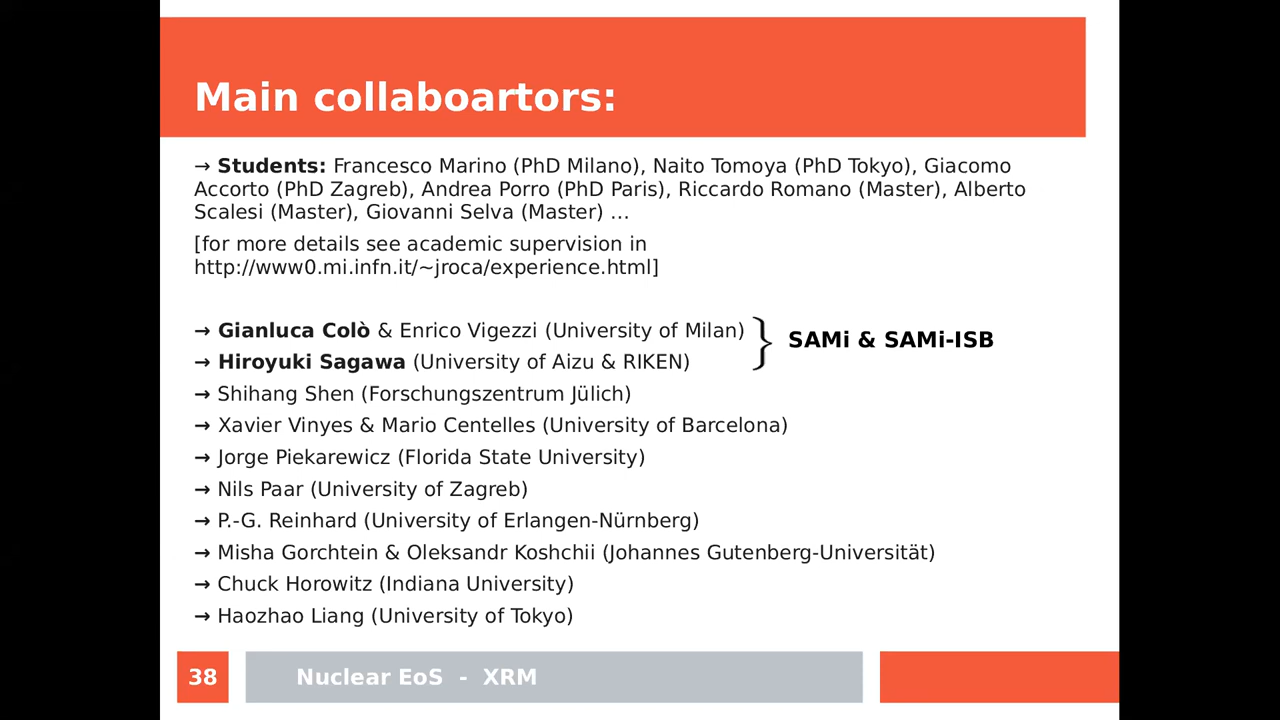 Main collaboartors:
→ Students: Francesco Marino (PhD Milano), Naito Tomoya (PhD Tokyo), Giacomo
Accorto (PhD Zagreb), Andrea Porro (PhD Paris), Riccardo Romano (Master), Alberto
Scalesi (Master), Giovanni Selva (Master) ...
[for more details see academic supervision in
http://www0.mi.infn.it/~jroca/experience.html]
→ Gianluca Colò & Enrico Vigezzi (University of Milan)
→ Hiroyuki Sagawa (University of Aizu & RIKEN)
} SAMi & SAMi-ISB
→ Shihang Shen (Forschungszentrum Jülich)
→ Xavier Vinyes & Mario Centelles (University of Barcelona)
→ Jorge Piekarewicz (Florida State University)
→ Nils Paar (University of Zagreb)
→ P.-G. Reinhard (University of Erlangen-Nürnberg)
→ Misha Gorchtein & Oleksandr Koshchii (Johannes Gutenberg-Universität)
→ Chuck Horowitz (Indiana University)
→ Haozhao Liang (University of Tokyo)
38
Nuclear EoS - XRM